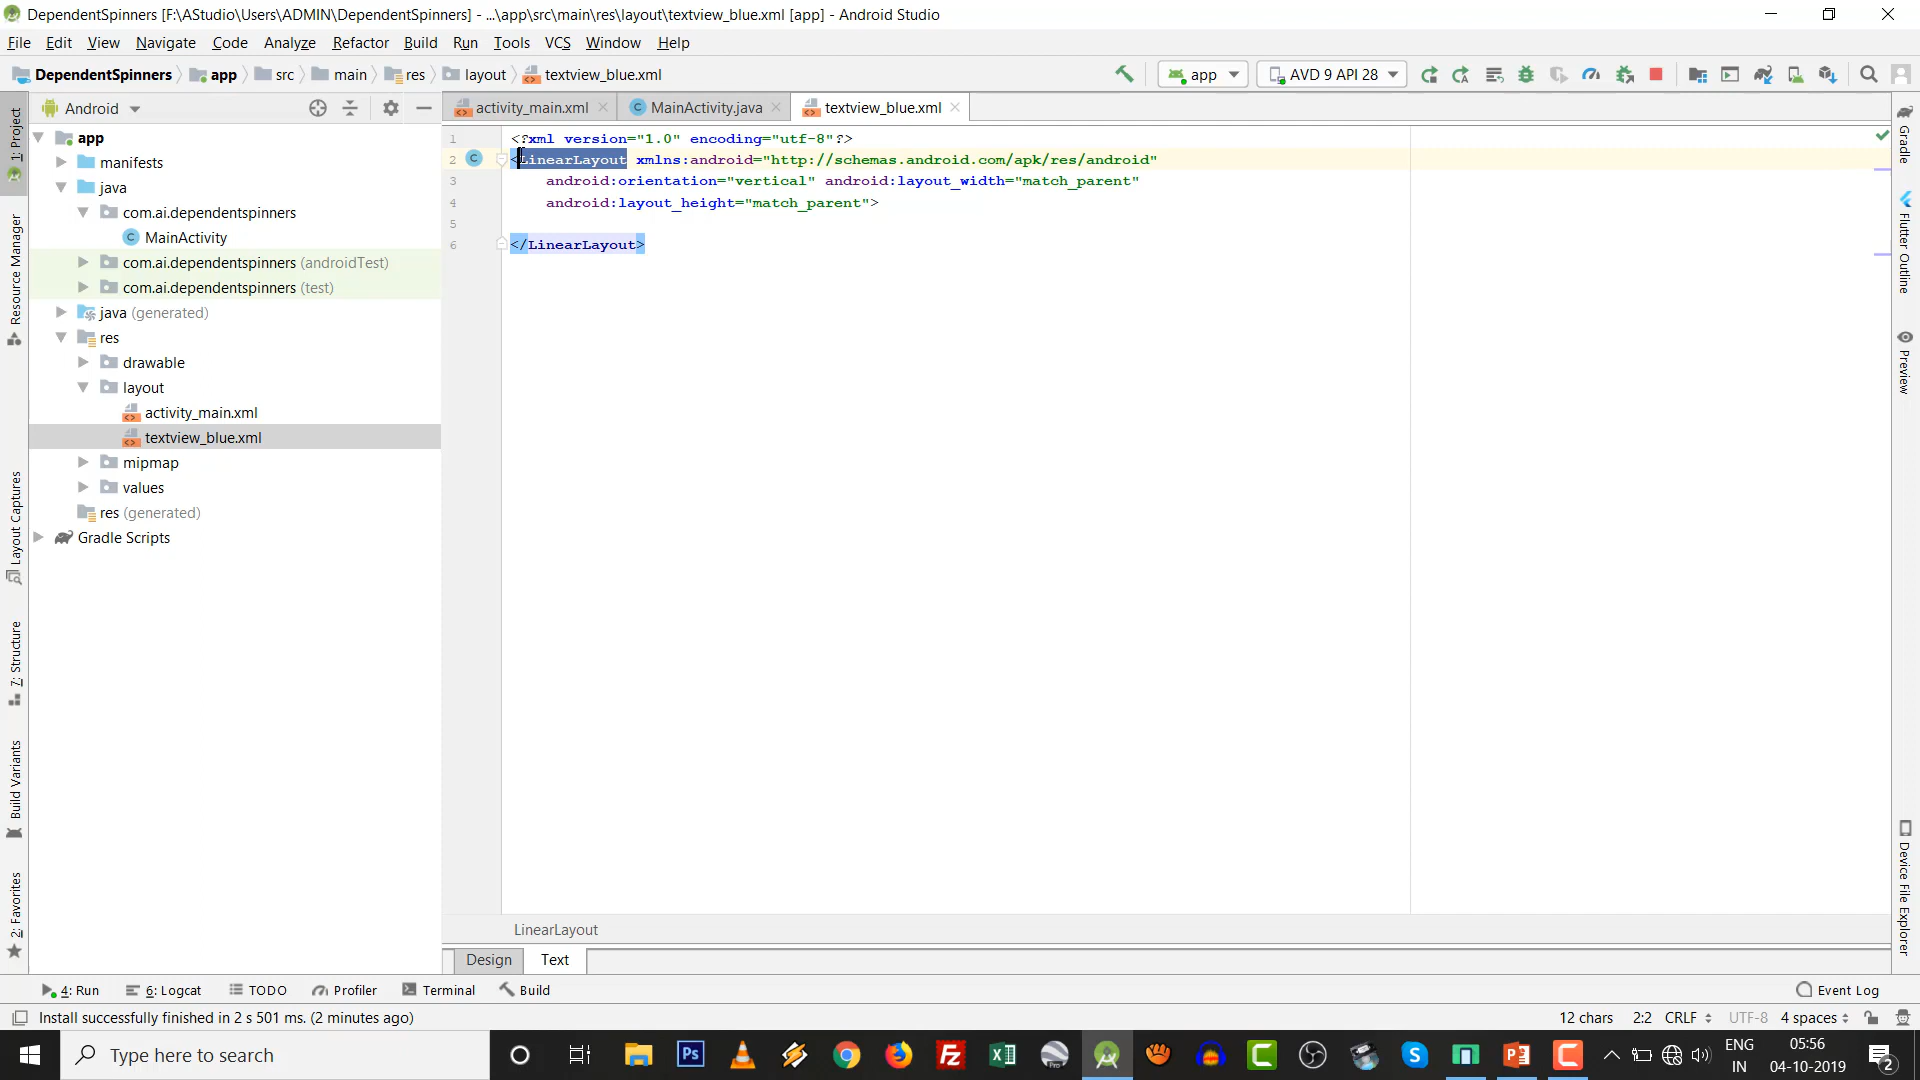 DependentSpinners [F:\AStudio\Users\ADMIN\DependentSpinners] - ...\app\src\main\res\layout\textview_blue.xml [app] - Android Studio
File Edit View Navigate Code Analyze Refactor Build Run Tools VCS Window Help
DependentSpinners app src main res layout textview_blue.xml app AVD 9 API 28
Android activity_main.xml MainActivity.java textview_blue.xml
app
manifests
java
com.ai.dependentspinners
MainActivity
com.ai.dependentspinners (androidTest)
com.ai.dependentspinners (test)
java (generated)
res
drawable
layout
activity_main.xml
textview_blue.xml
mipmap
values
res (generated)
Gradle Scripts
1: Project
Resource Manager
Layout Captures
7: Structure
Build Variants
2: Favorites
1 <?xml version="1.0" encoding="utf-8"?>
2 <LinearLayout xmlns:android="http://schemas.android.com/apk/res/android"
3 android:orientation="vertical" android:layout_width="match_parent"
4 android:layout_height="match_parent">
5
6 </LinearLayout>
Gradle
Flutter Outline
Preview
Device File Explorer
LinearLayout
Design Text
4: Run 6: Logcat TODO Profiler Terminal Build Event Log
Install successfully finished in 2 s 501 ms. (2 minutes ago) 12 chars 2:2 CRLF UTF-8 4 spaces
Type here to search
ENG
IN
05:56
04-10-2019
2